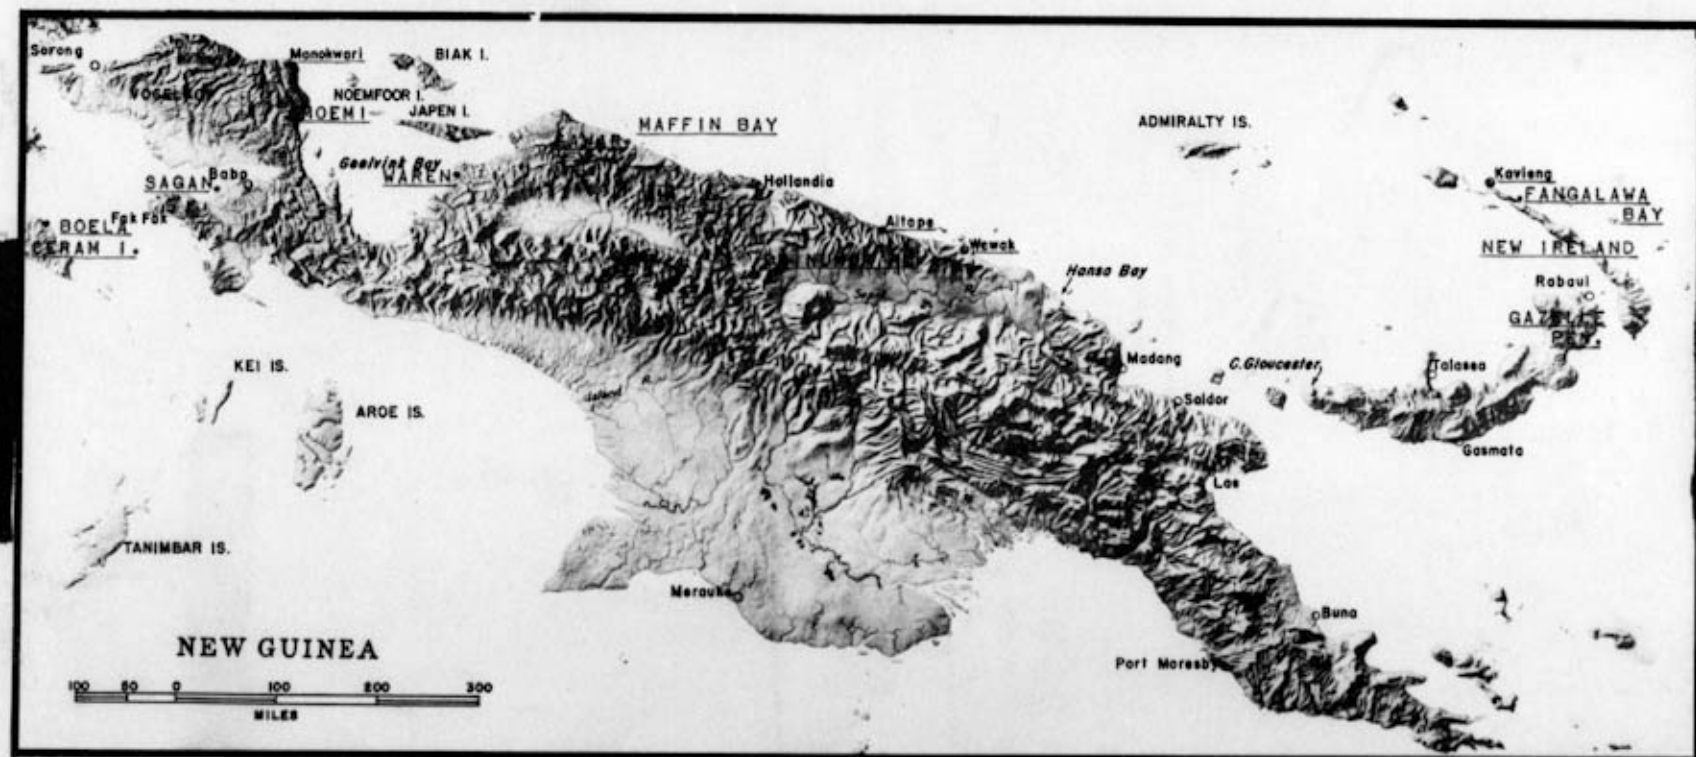 Sorong
Manokwari
BIAK I.
NOEMFOOR I.
JAPEN I.
MAFFIN BAY
ADMIRALTY IS.
Geelvink Bay
WAREN
SAGAN
Babo
Hollandia
Kavieng
FANGALAWA
BAY
Fak Fak
BOELA
CERAM I.
Aitape
Wewak
NEW IRELAND
Hansa Bay
Rabaul
GAZELLE
PEN.
KEI IS.
Madang
C. Gloucester
Talasea
AROE IS.
Saidor
Gasmata
Lae
TANIMBAR IS.
Merauke
Buna
Port Moresby
NEW GUINEA
100 50 0 100 200 300
MILES